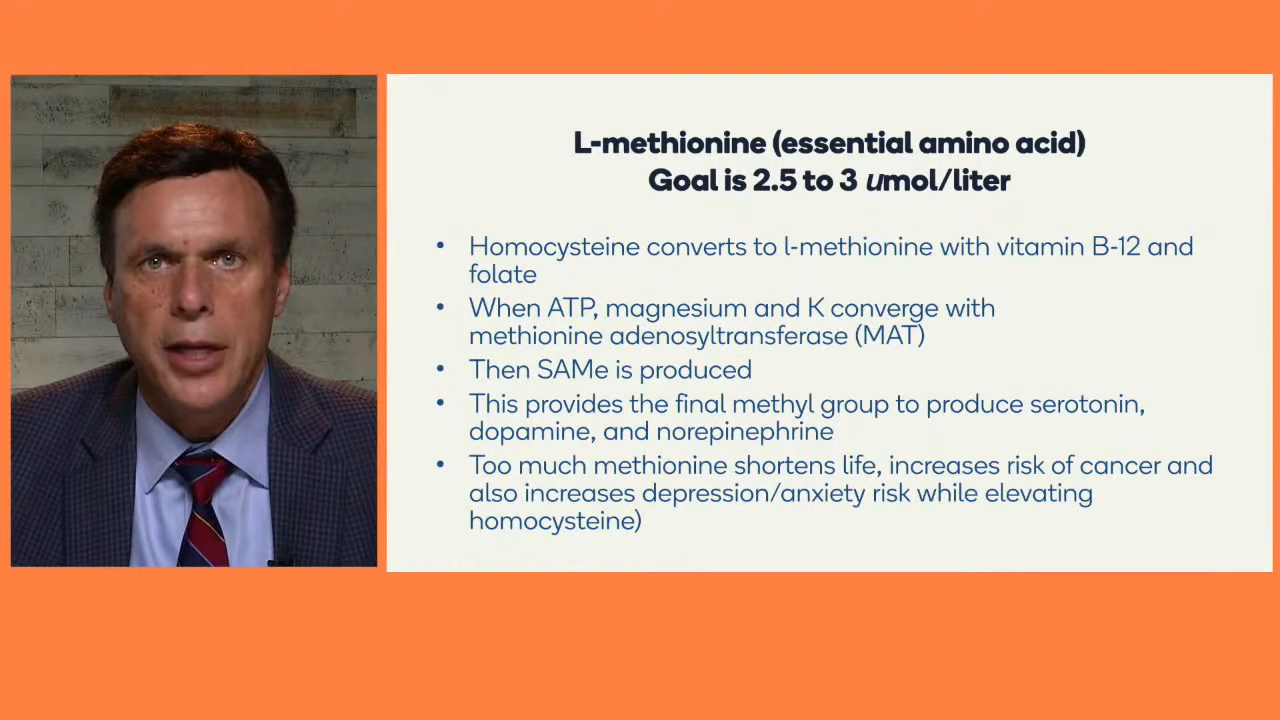 L-methionine (essential amino acid)
Goal is 2.5 to 3 umol/liter
• Homocysteine converts to l-methionine with vitamin B-12 and
folate
• When ATP, magnesium and K converge with
methionine adenosyltransferase (MAT)
• Then SAMe is produced
• This provides the final methyl group to produce serotonin,
dopamine, and norepinephrine
• Too much methionine shortens life, increases risk of cancer and
also increases depression/anxiety risk while elevating
homocysteine)